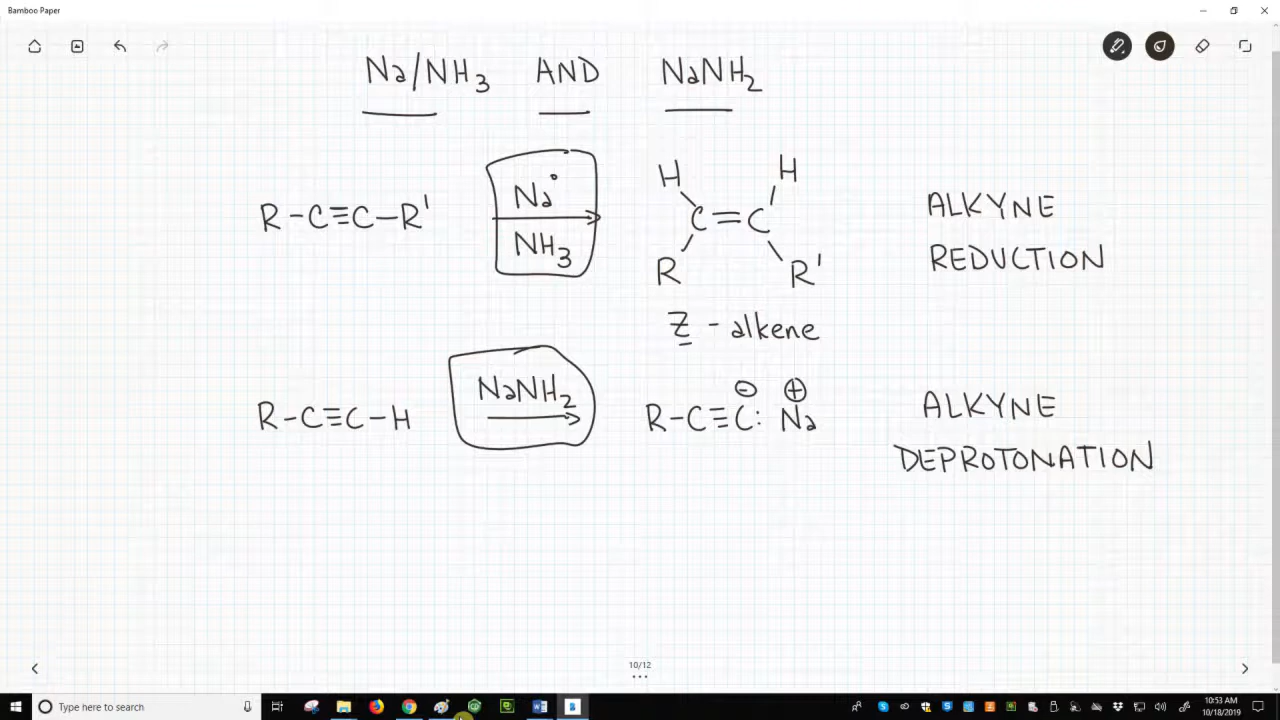 Bamboo Paper
Na/NH3 AND NaNH2
Na°
R-C≡C-R'
NH3
H H
C=C
R R'
ALKYNE
REDUCTION
Z - alkene
NaNH2
R-C≡C-H
⊖ ⊕
R-C≡C: Na
ALKYNE
DEPROTONATION
10/12
Type here to search
10:53 AM
10/18/2019